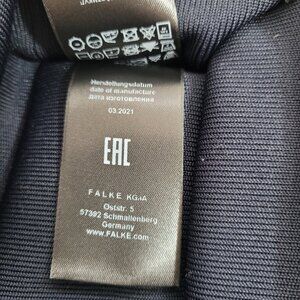 Herstellungsdatum
date of manufacture
дата изготовления
03.2021
EAC
FALKE KGaA
Oststr. 5
57392 Schmallenberg
Germany
www.FALKE.com